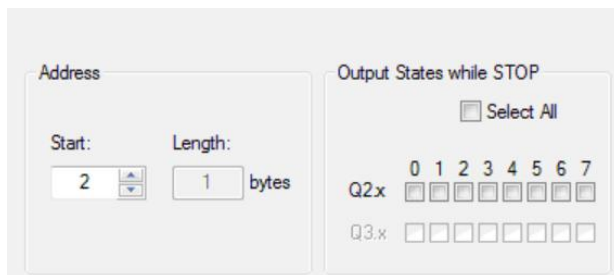 Address
Start:
Length:
2
1
bytes
Output States while STOP
Select All
0 1 2 3 4 5 6 7
Q2.x
Q3.x